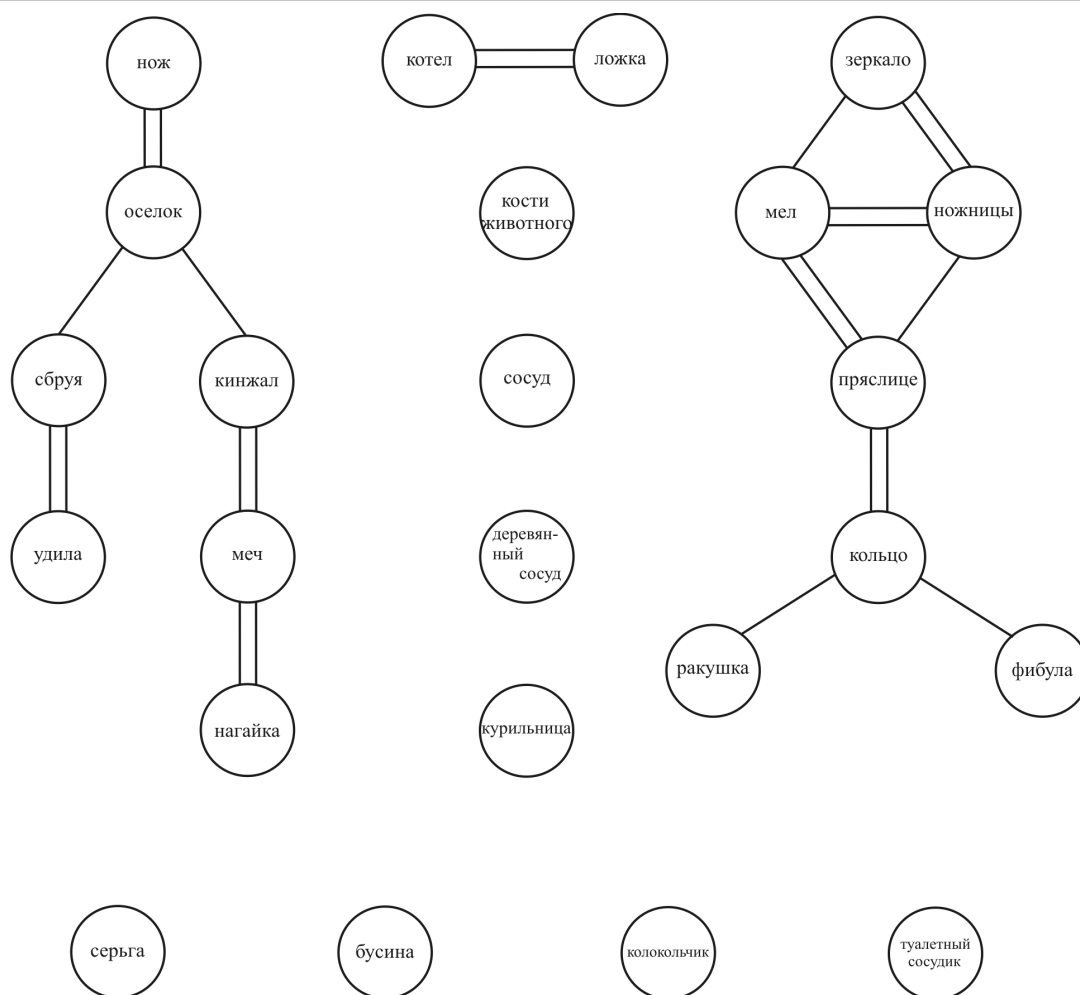 нож
котел
ложка
зеркало
оселок
кости
животного
мел
ножницы
сбруя
кинжал
сосуд
пряслице
удила
меч
деревян-
ный
сосуд
кольцо
ракушка
фибула
нагайка
курильница
серьга
бусина
колокольчик
туалетный
сосудик